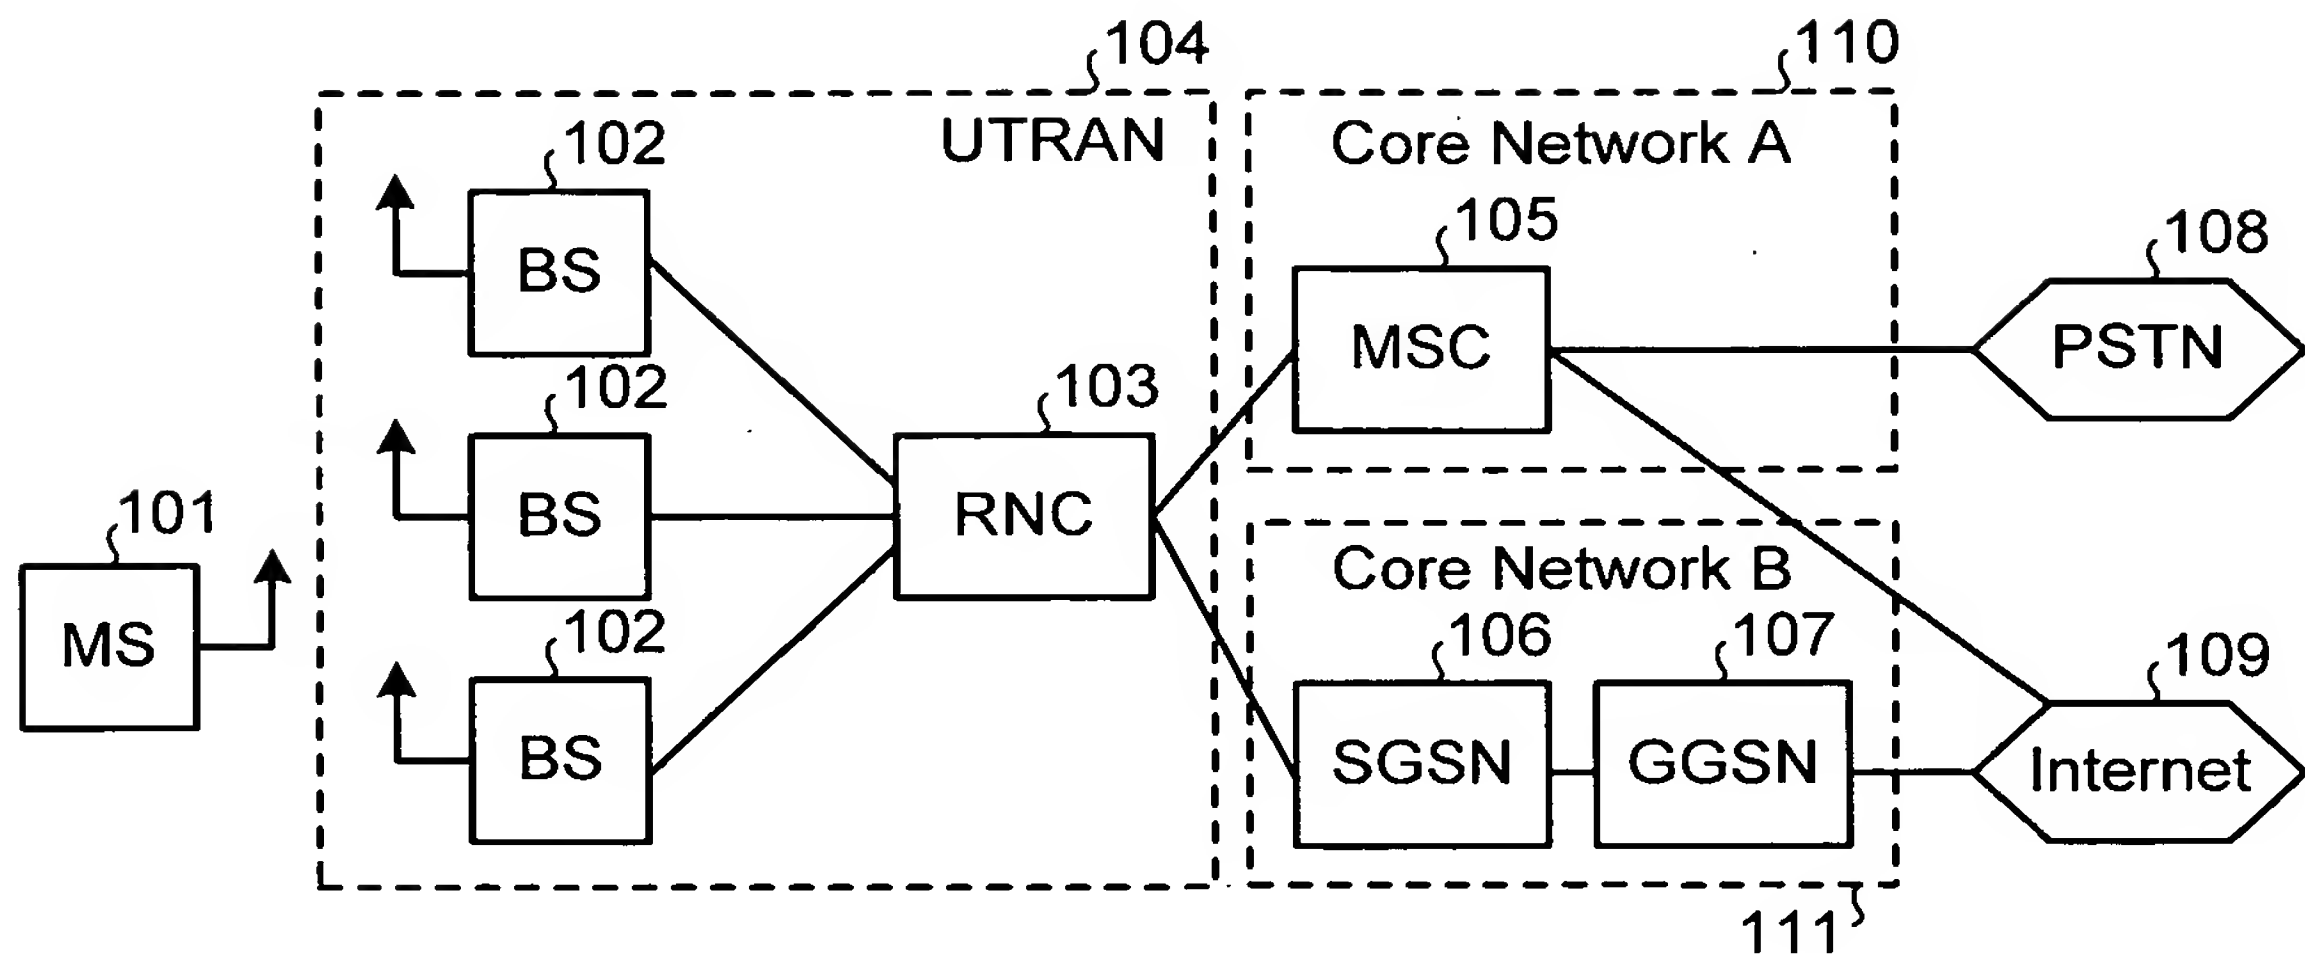 104
110
UTRAN
Core Network A
102
BS
105
MSC
108
PSTN
102
BS
103
RNC
101
MS
Core Network B
102
BS
106
SGSN
107
GGSN
109
Internet
111